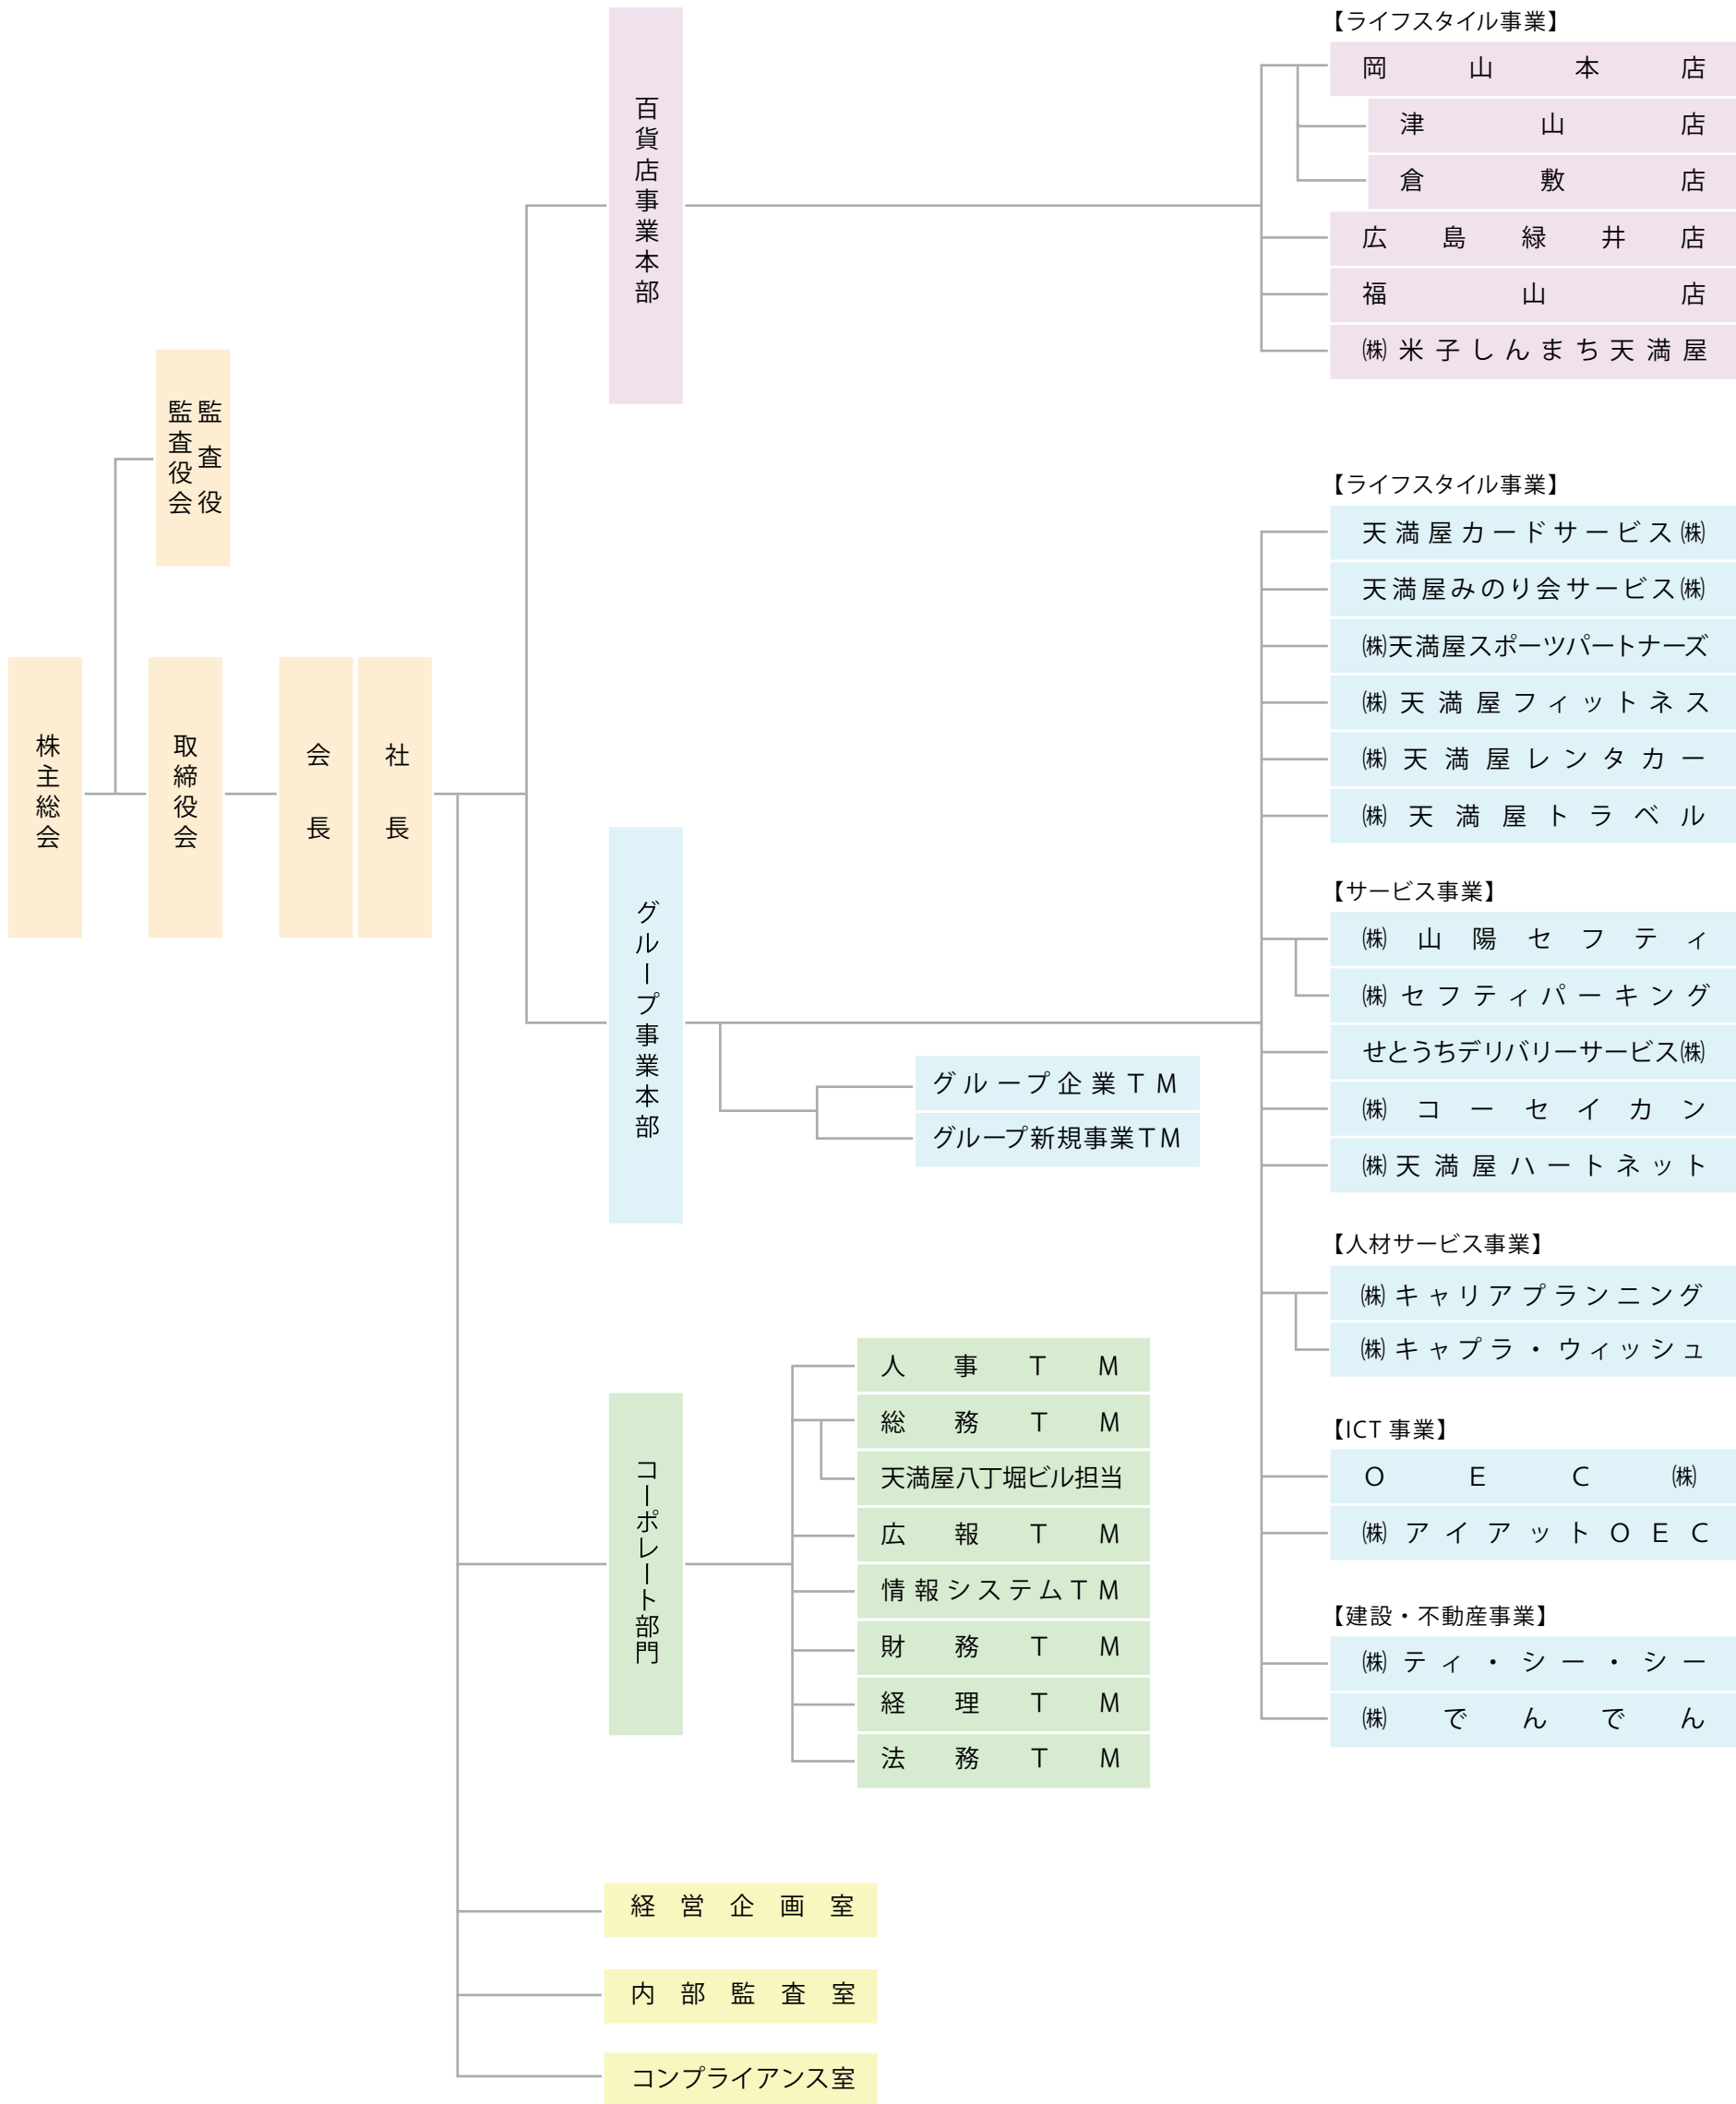 株主総会
監査役
監査役会
取締役会
会長
社長
百貨店事業本部
【ライフスタイル事業】
岡山本店
津山店
倉敷店
広島緑井店
福山店
㈱米子しんまち天満屋
グループ事業本部
グループ企業TM
グループ新規事業TM
【ライフスタイル事業】
天満屋カードサービス㈱
天満屋みのり会サービス㈱
㈱天満屋スポーツパートナーズ
㈱天満屋フィットネス
㈱天満屋レンタカー
㈱天満屋トラベル
【サービス事業】
㈱山陽セフティ
㈱セフティパーキング
せとうちデリバリーサービス㈱
㈱コーセイカン
㈱天満屋ハートネット
【人材サービス事業】
㈱キャリアプランニング
㈱キャプラ・ウィッシュ
【ICT 事業】
OEC㈱
㈱アイアットOEC
【建設・不動産事業】
㈱ティ・シー・シー
㈱でんでん
コーポレート部門
人事TM
総務TM
天満屋八丁堀ビル担当
広報TM
情報システムTM
財務TM
経理TM
法務TM
経営企画室
内部監査室
コンプライアンス室